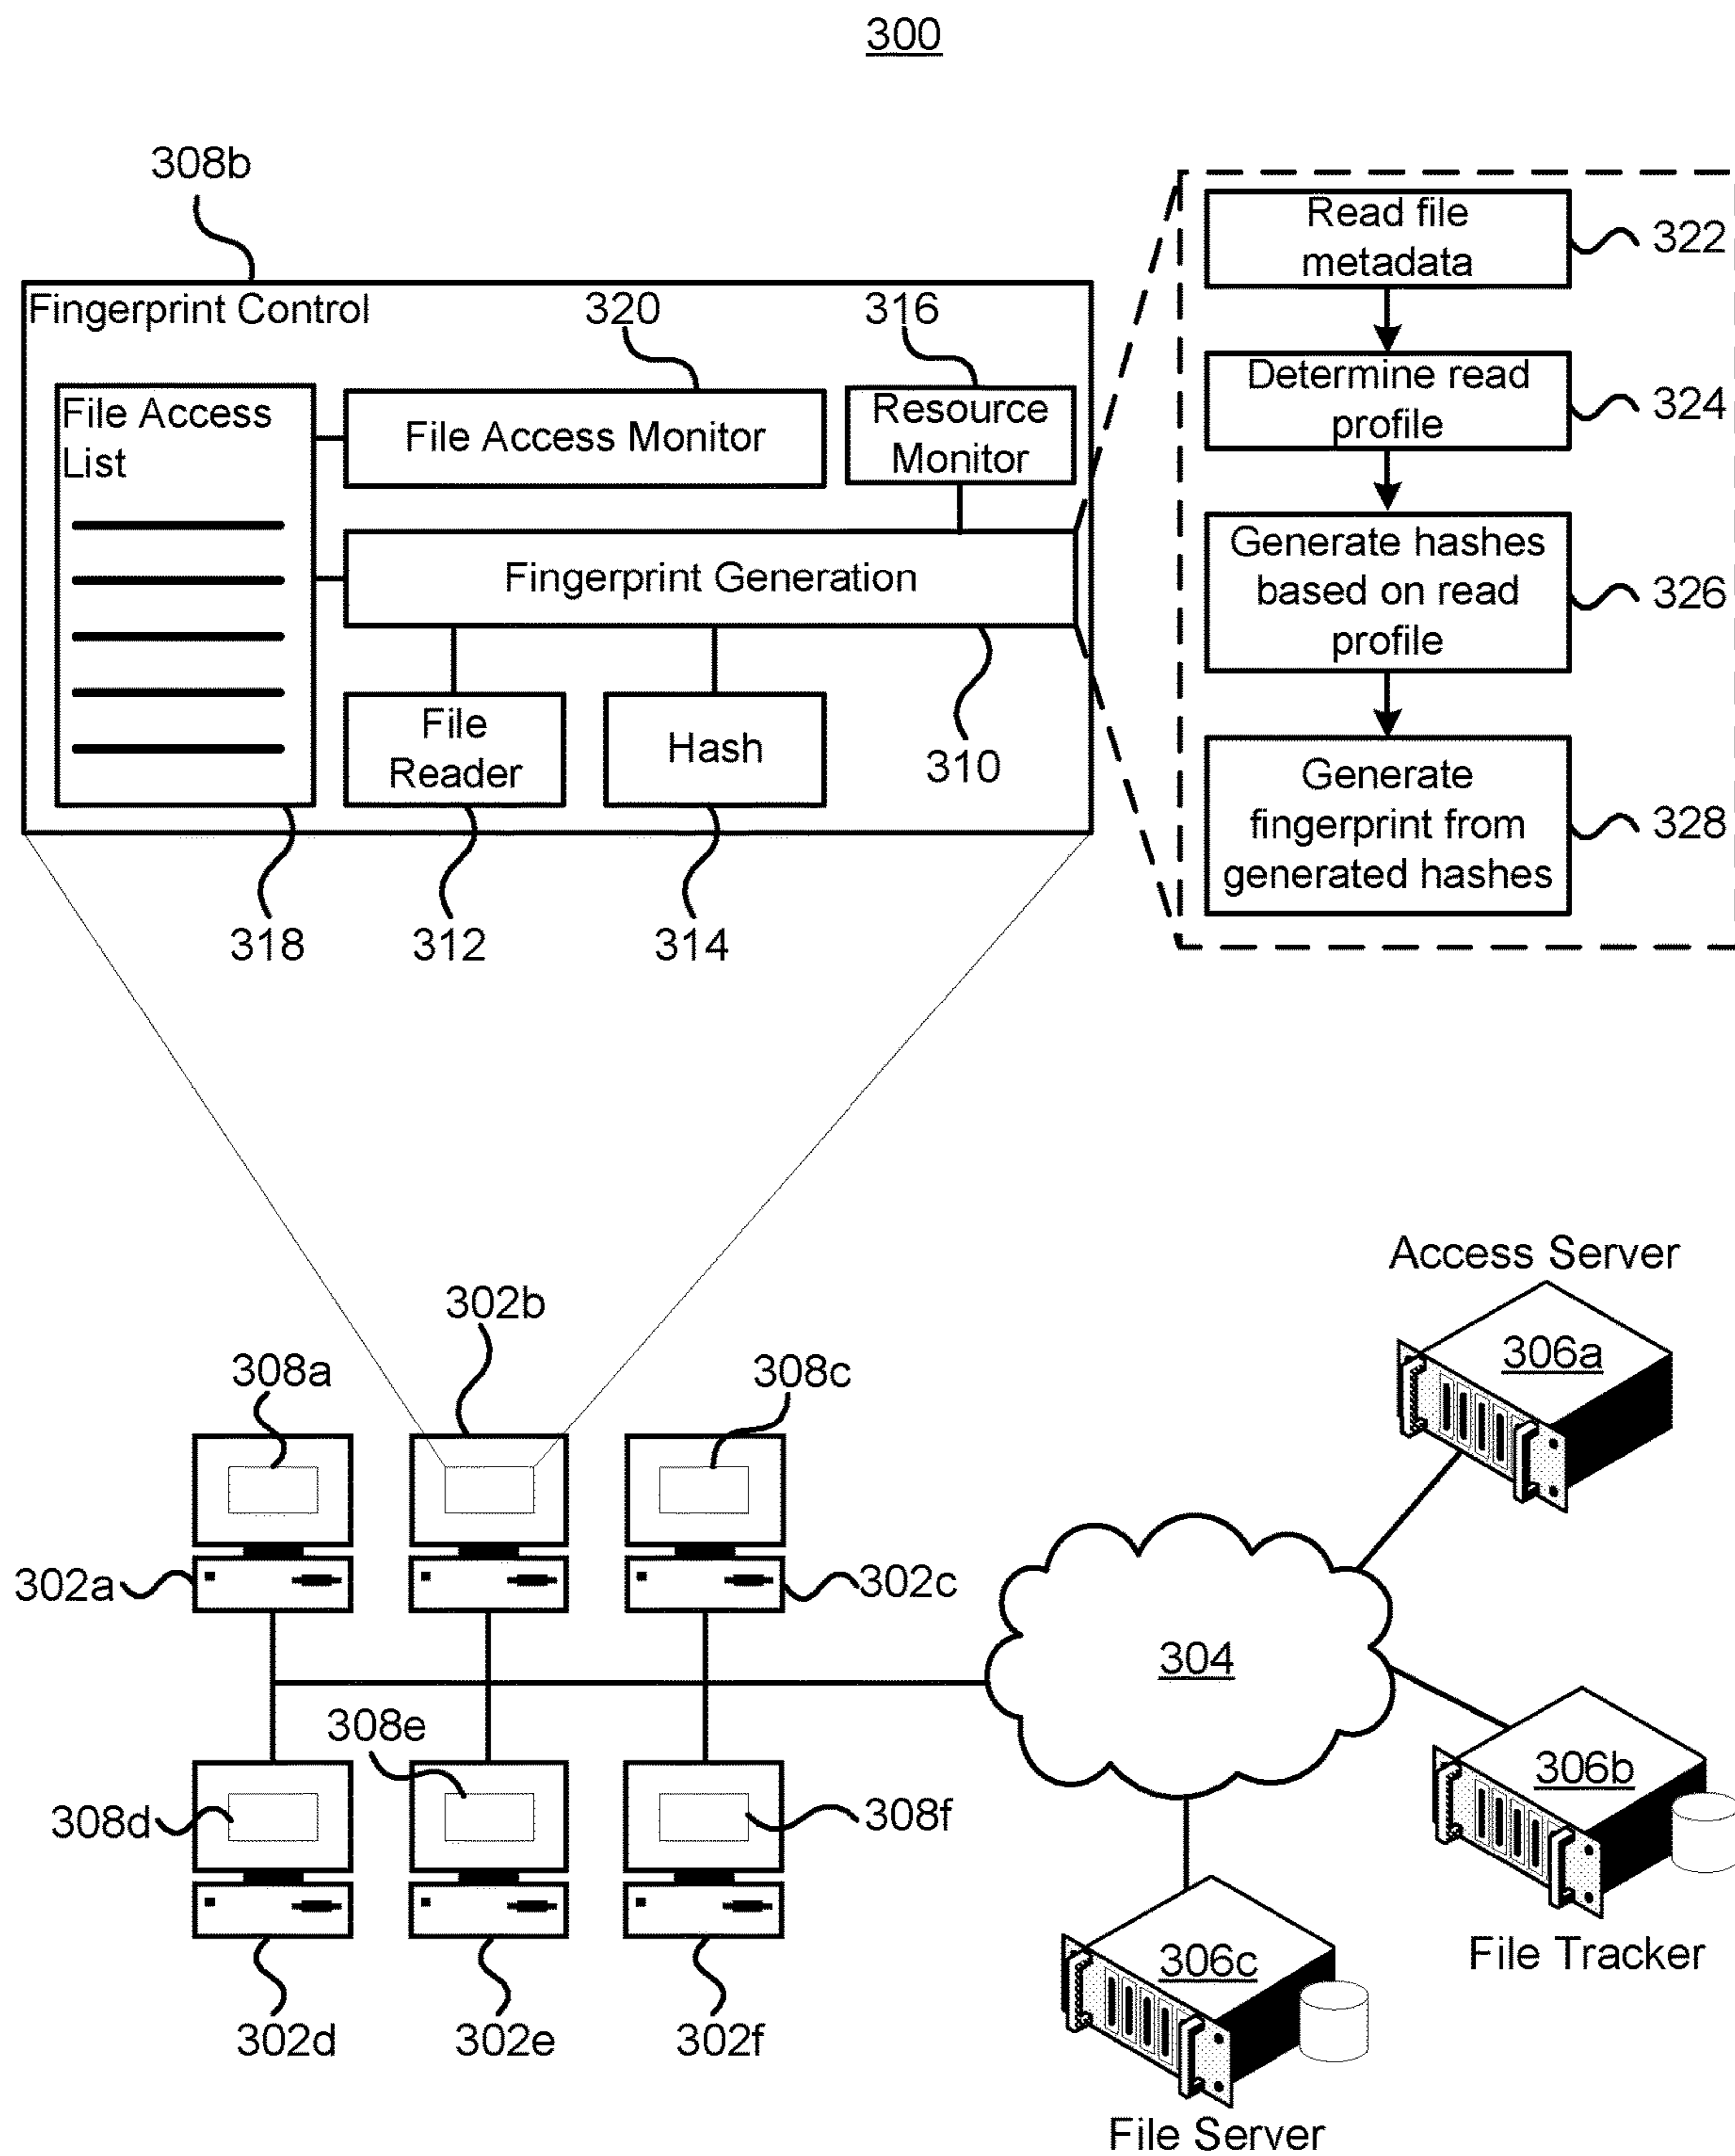 300
308b
Fingerprint Control
320
316
File Access
List
File Access Monitor
Resource
Monitor
Fingerprint Generation
File
Reader
Hash
310
318
312
314
Read file
metadata
322
Determine read
profile
324
Generate hashes
based on read
profile
326
Generate
fingerprint from
generated hashes
328
302b
308a
308c
302a
302c
308e
308d
308f
302d
302e
302f
304
Access Server
306a
306b
File Tracker
306c
File Server